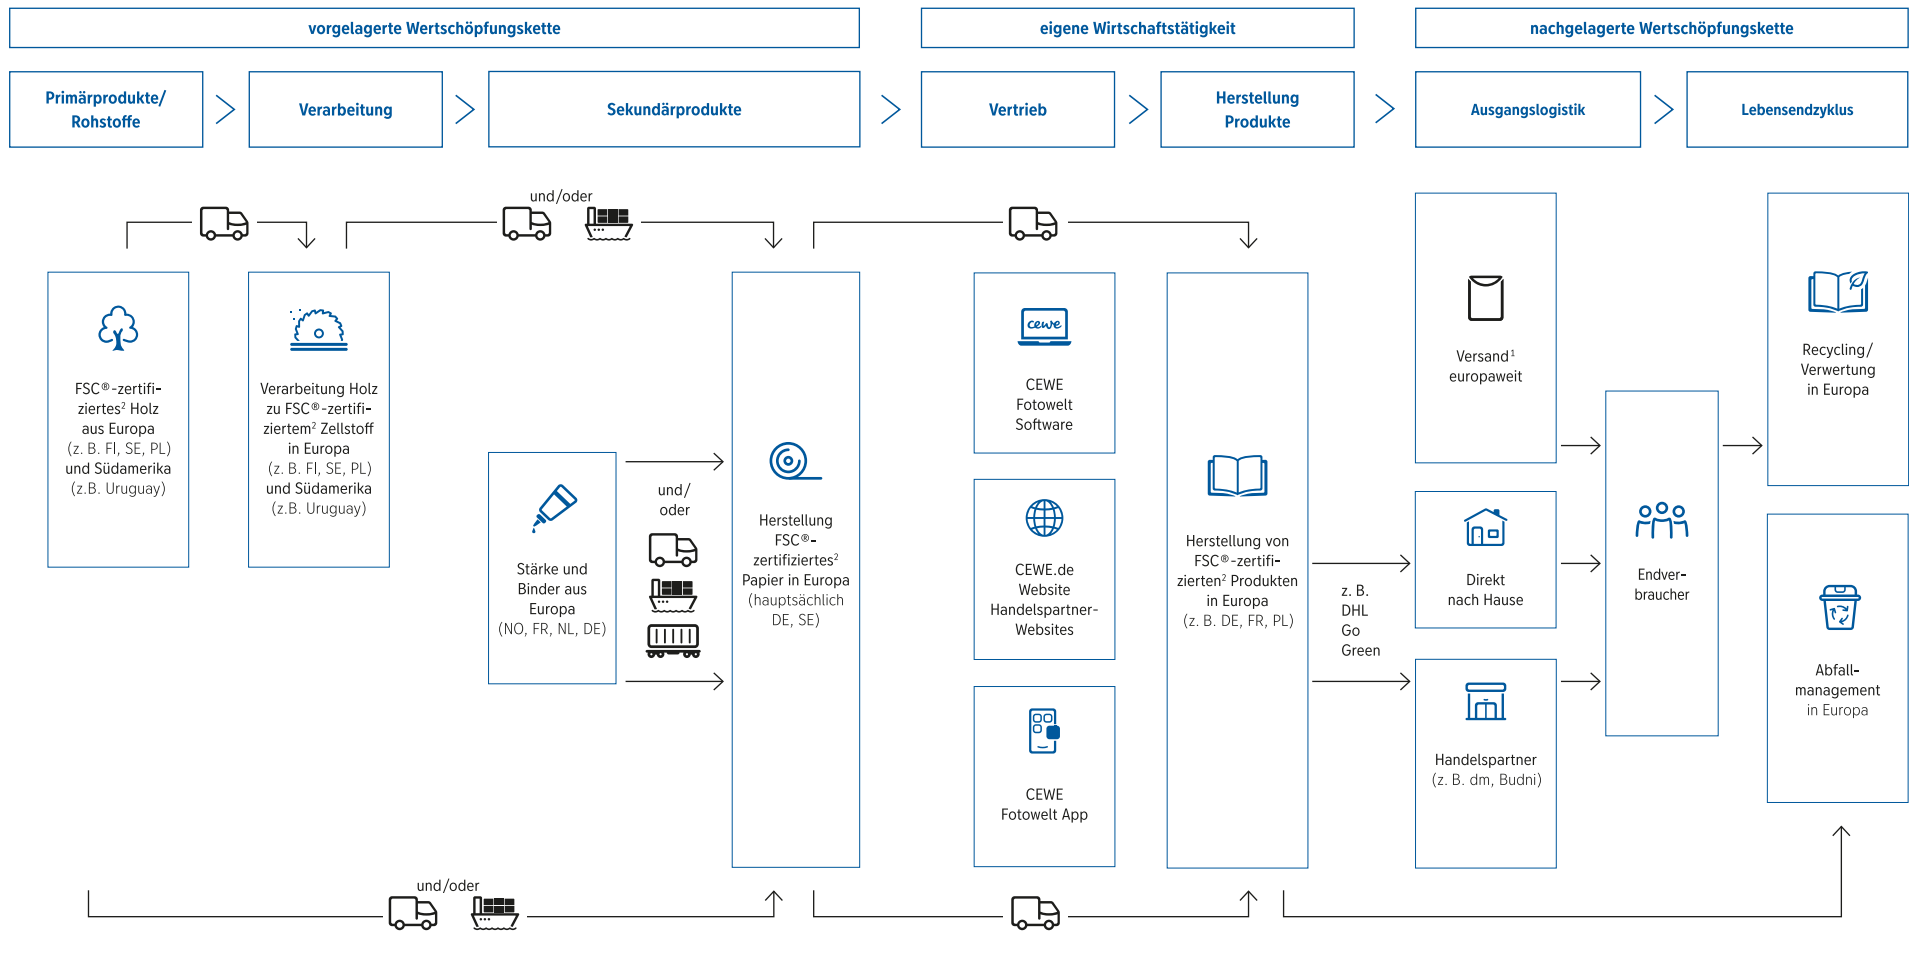 vorgelagerte Wertschöpfungskette
eigene Wirtschaftstätigkeit
nachgelagerte Wertschöpfungskette
Primärprodukte/
Rohstoffe
Verarbeitung
Sekundärprodukte
Vertrieb
Herstellung
Produkte
Ausgangslogistik
Lebensendzyklus
und/oder
FSC®-zertifi-
ziertes² Holz
aus Europa
(z. B. FI, SE, PL)
und Südamerika
(z.B. Uruguay)
Verarbeitung Holz
zu FSC®-zertifi-
ziertem² Zellstoff
in Europa
(z. B. FI, SE, PL)
und Südamerika
(z.B. Uruguay)
Stärke und
Binder aus
Europa
(NO, FR, NL, DE)
und/
oder
Herstellung
FSC®-
zertifiziertes²
Papier in Europa
(hauptsächlich
DE, SE)
cewe
CEWE
Fotowelt
Software
CEWE.de
Website
Handelspartner-
Websites
CEWE
Fotowelt App
Herstellung von
FSC®-zertifi-
zierten² Produkten
in Europa
(z. B. DE, FR, PL)
z. B.
DHL
Go
Green
Versand¹
europaweit
Direkt
nach Hause
Handelspartner
(z. B. dm, Budni)
Endver-
braucher
Recycling/
Verwertung
in Europa
Abfall-
management
in Europa
und/oder